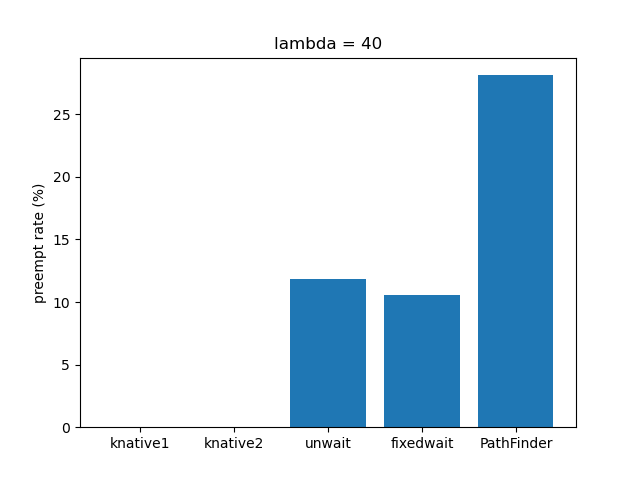 lambda = 40
preempt rate (%)
25
20
15
10
5
0
knative1 knative2 unwait fixedwait PathFinder